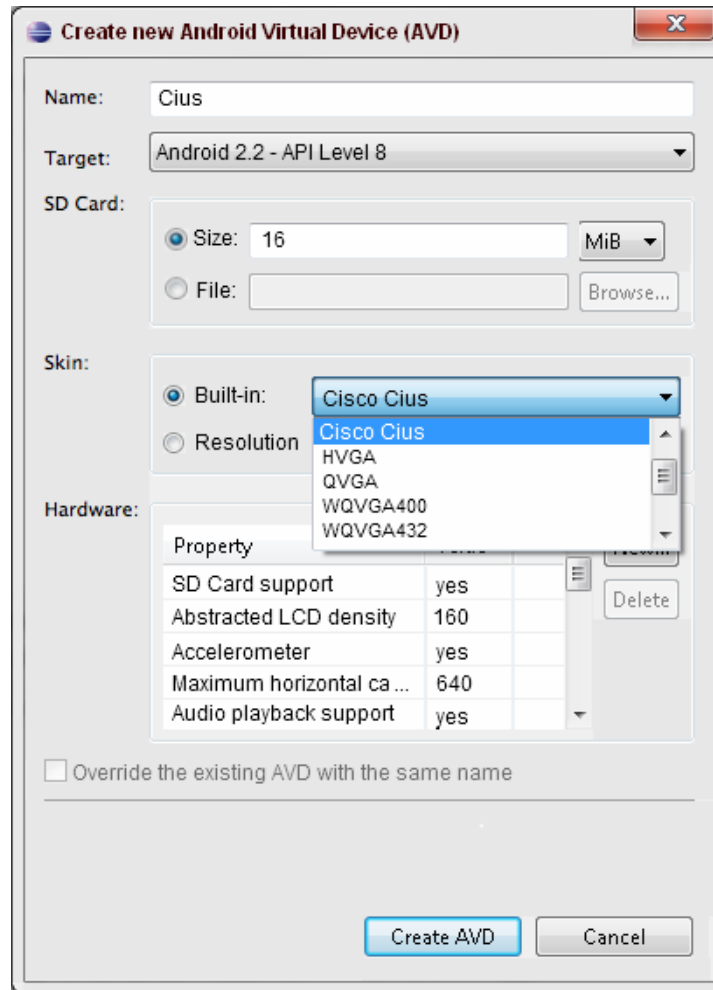 Create new Android Virtual Device (AVD)
Name: Cius
Target: Android 2.2 - API Level 8
SD Card:
Size: 16 MiB
File: Browse...
Skin:
Built-in: Cisco Cius
Resolution Cisco Cius
HVGA
QVGA
WQVGA400
WQVGA432
Hardware:
Property
SD Card support yes
Delete
Abstracted LCD density 160
Accelerometer yes
Maximum horizontal ca ... 640
Audio playback support yes
Override the existing AVD with the same name
Create AVD Cancel